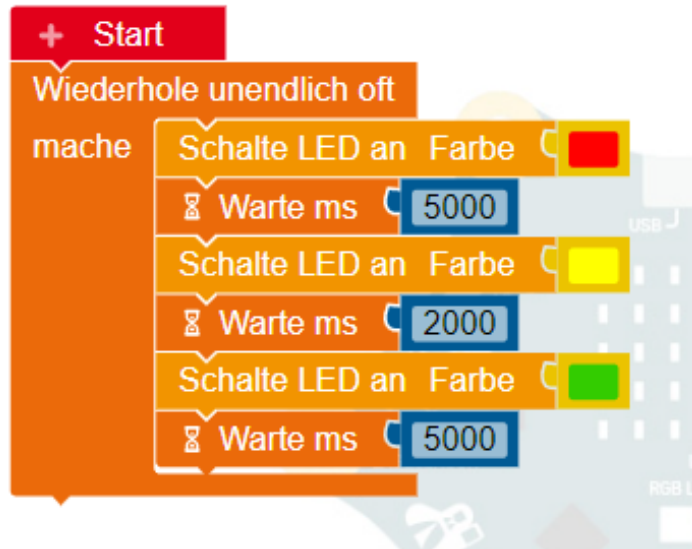 + Start
Wiederhole unendlich oft
mache Schalte LED an Farbe
Warte ms 5000
Schalte LED an Farbe
Warte ms 2000
Schalte LED an Farbe
Warte ms 5000
USB
RGB L